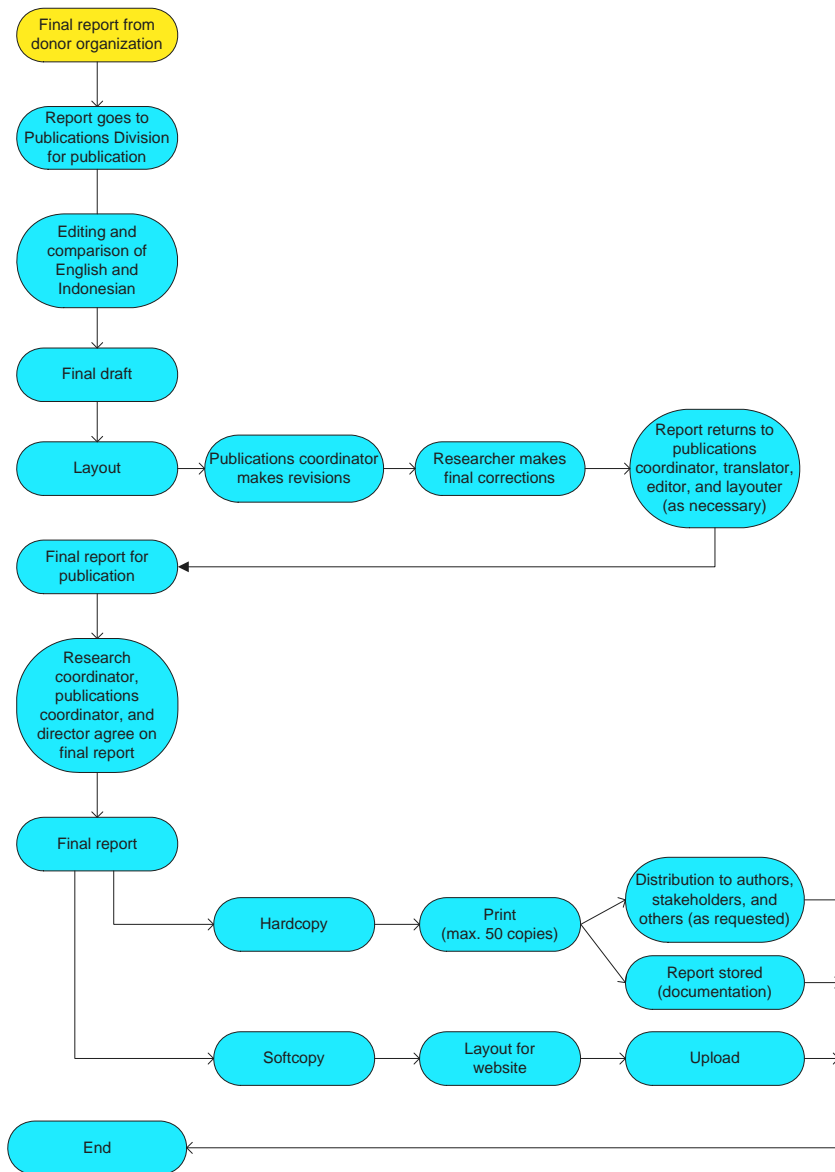 Final report from
donor organization
Report goes to
Publications Division
for publication
Editing and
comparison of
English and
Indonesian
Final draft
Layout
Publications coordinator
makes revisions
Researcher makes
final corrections
Report returns to
publications
coordinator, translator,
editor, and layouter
(as necessary)
Final report for
publication
Research
coordinator,
publications
coordinator, and
director agree on
final report
Final report
Hardcopy
Print
(max. 50 copies)
Distribution to authors,
stakeholders, and
others (as requested)
Report stored
(documentation)
Softcopy
Layout for
website
Upload
End